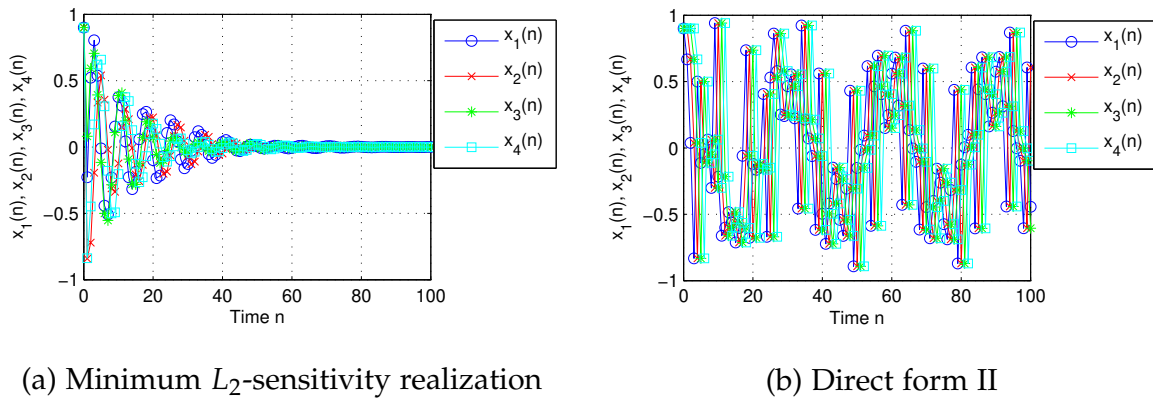 x₁(n), x₂(n), x₃(n), x₄(n)
1
0.5
0
−0.5
−1
0 20 40 60 80 100
Time n
x₁(n)
x₂(n)
x₃(n)
x₄(n)
(a) Minimum L₂-sensitivity realization
x₁(n), x₂(n), x₃(n), x₄(n)
1
0.5
0
−0.5
−1
0 20 40 60 80 100
Time n
x₁(n)
x₂(n)
x₃(n)
x₄(n)
(b) Direct form II